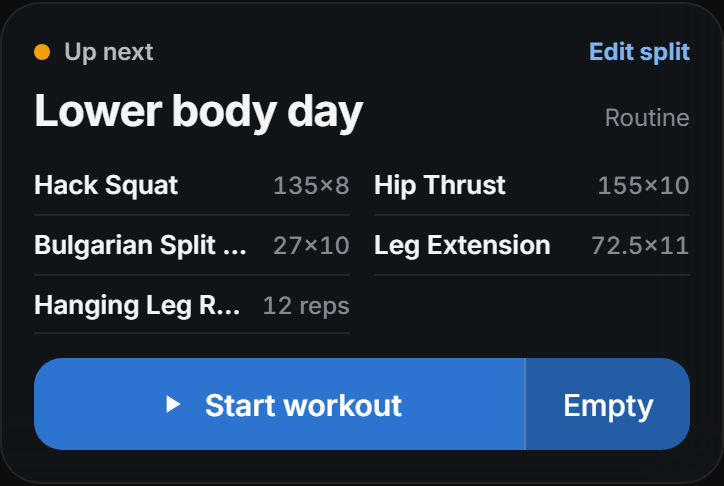 Up next Edit split
Lower body day Routine
Hack Squat 135×8 Hip Thrust 155×10
Bulgarian Split ... 27×10 Leg Extension 72.5×11
Hanging Leg R... 12 reps
Start workout Empty